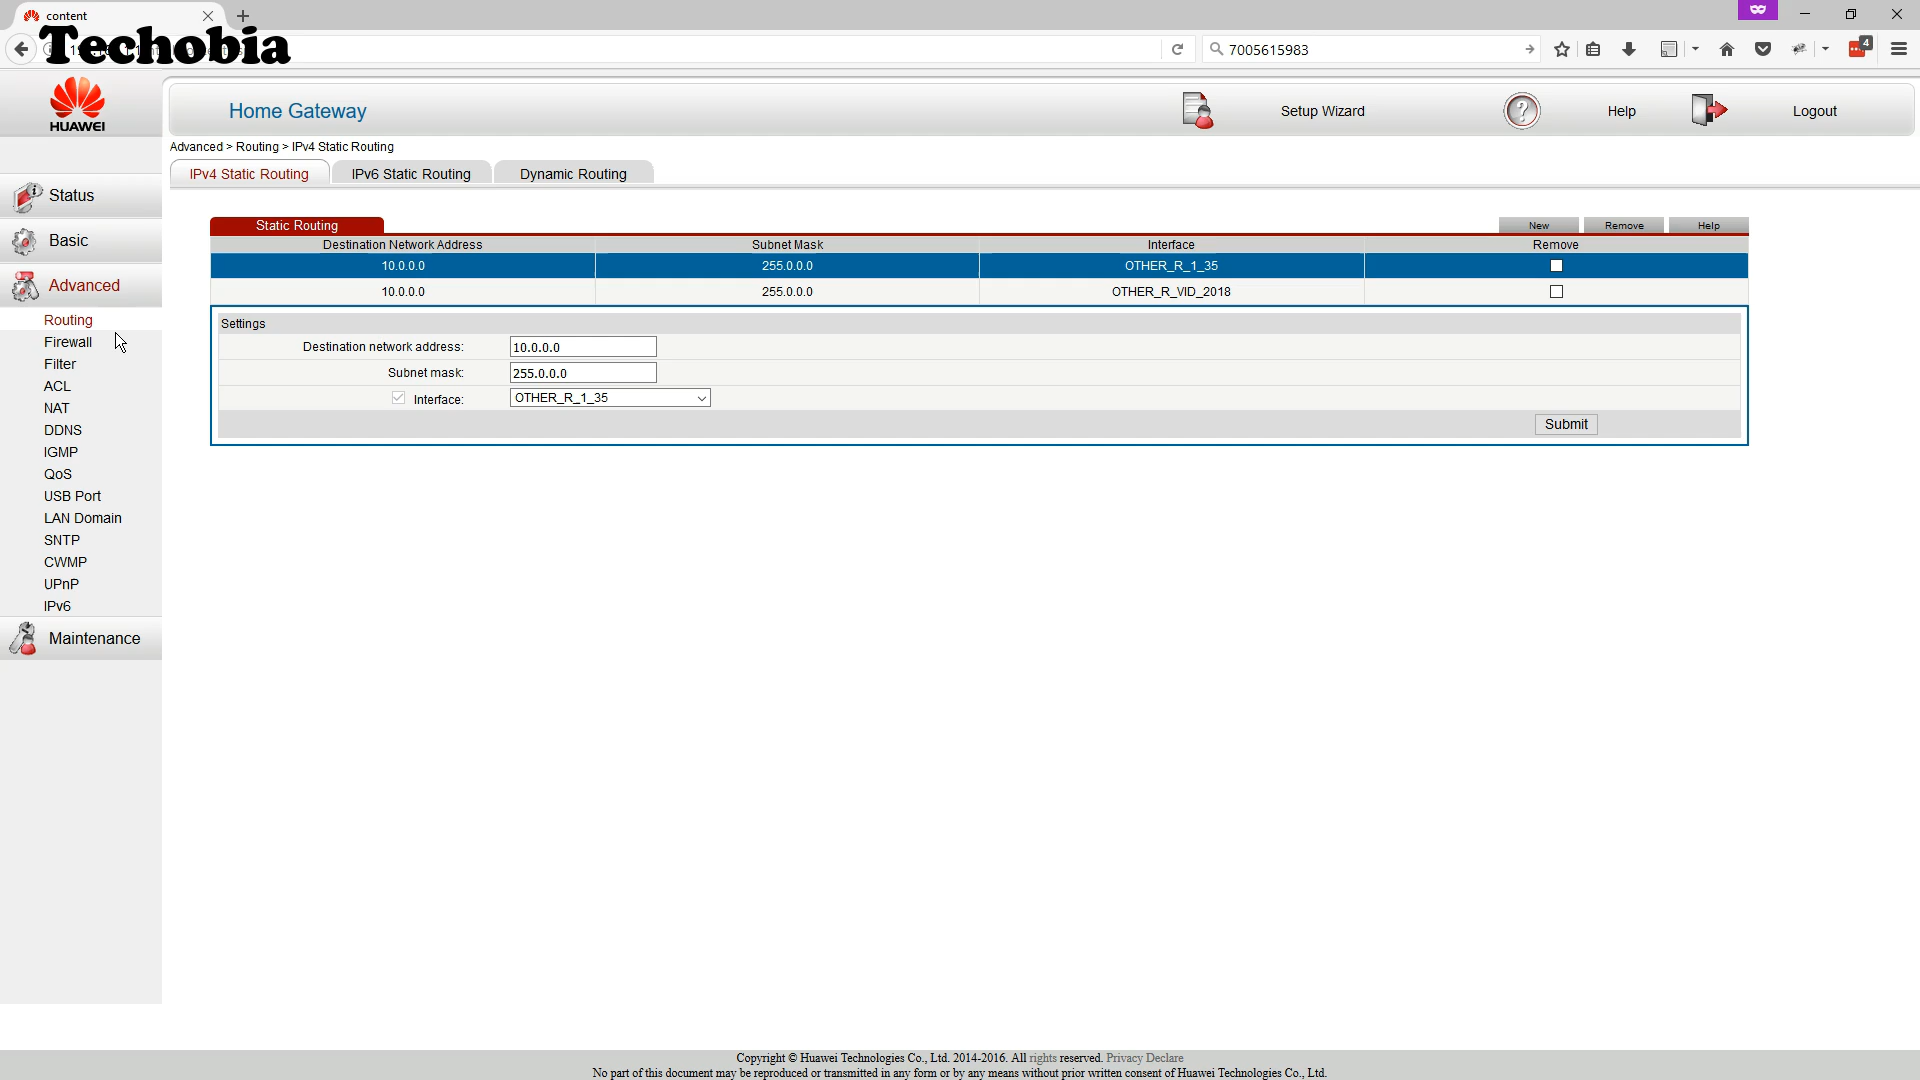 content
Techobia
7005615983
4
HUAWEI
Home Gateway
Setup Wizard
Help
Logout
Advanced > Routing > IPv4 Static Routing
IPv4 Static Routing
IPv6 Static Routing
Dynamic Routing
Status
Basic
Advanced
Routing
Firewall
Filter
ACL
NAT
DDNS
IGMP
QoS
USB Port
LAN Domain
SNTP
CWMP
UPnP
IPv6
Maintenance
Static Routing
New
Remove
Help
Destination Network Address Subnet Mask Interface Remove
10.0.0.0 255.0.0.0 OTHER_R_1_35
10.0.0.0 255.0.0.0 OTHER_R_VID_2018
Settings
Destination network address: 10.0.0.0
Subnet mask: 255.0.0.0
Interface: OTHER_R_1_35
Submit
Copyright © Huawei Technologies Co., Ltd. 2014-2016. All rights reserved. Privacy Declare
No part of this document may be reproduced or transmitted in any form or by any means without prior written consent of Huawei Technologies Co., Ltd.